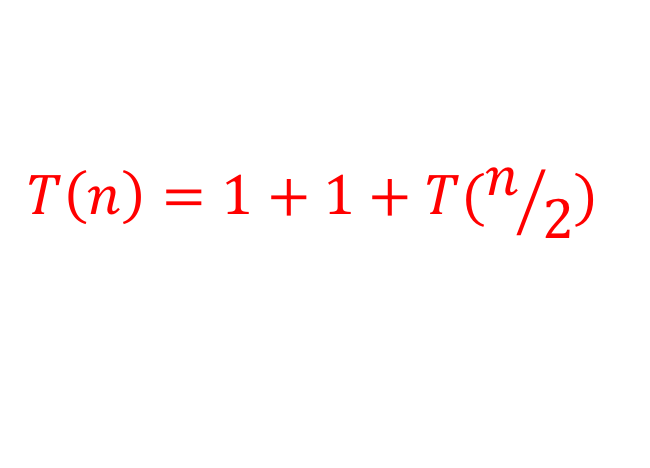 T(n) = 1 + 1 + T(n/2)